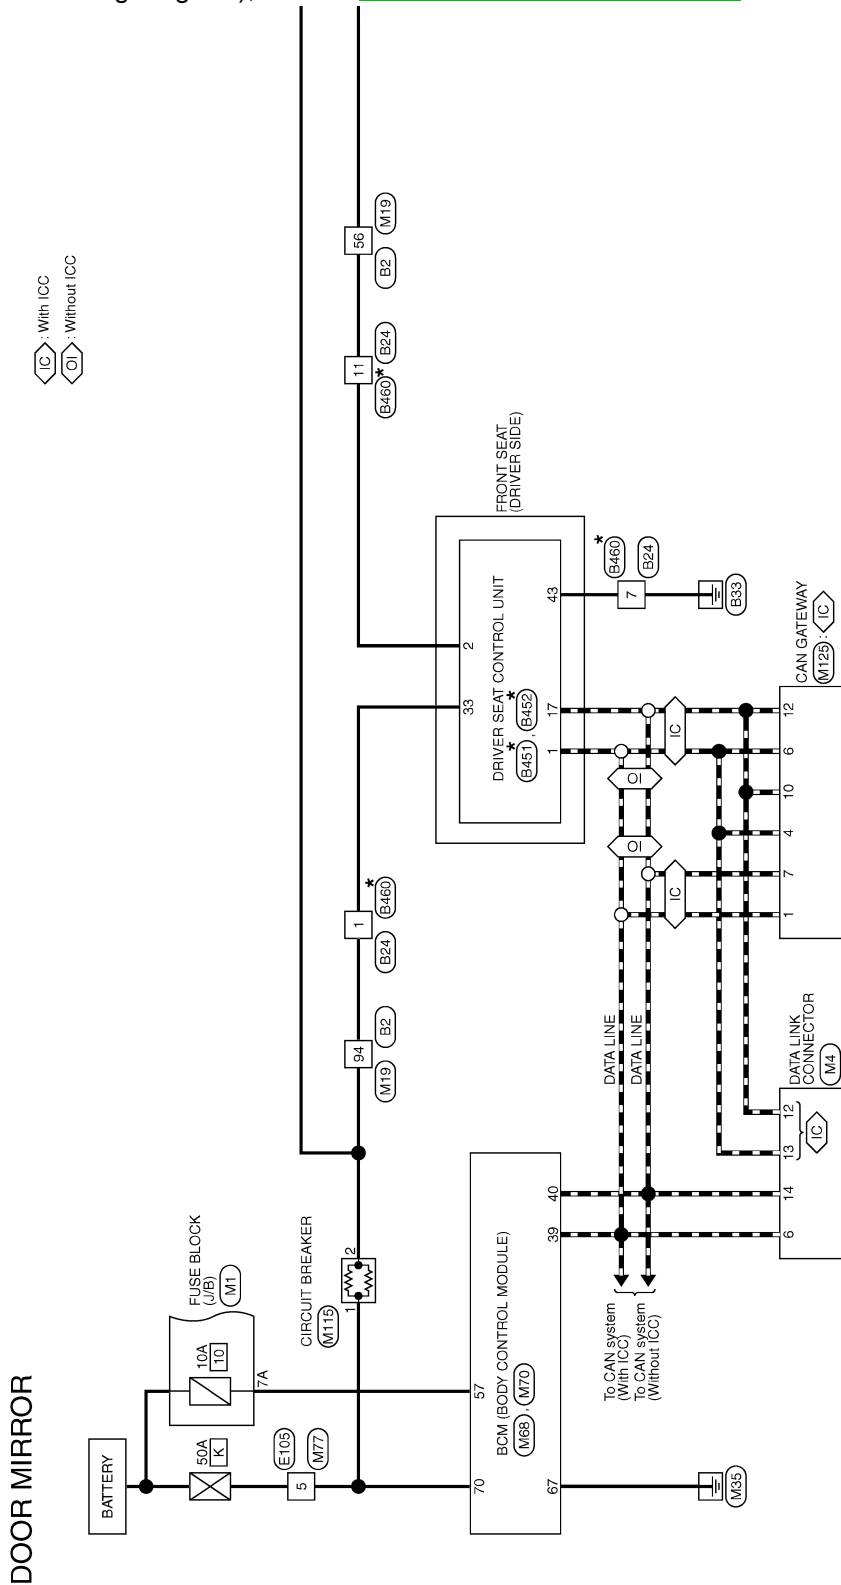 DOOR MIRROR
IC : With ICC
OI : Without ICC
BATTERY
50A
K
10A
10
FUSE BLOCK
(J/B)
M1
7A
5
E105
M77
CIRCUIT BREAKER
M115
1
2
94
M19
B2
1
B24
B460
*
11
B460
*
B24
56
B2
M19
70
57
BCM (BODY CONTROL MODULE)
M68 , M70
67
39
40
M35
33
2
DRIVER SEAT CONTROL UNIT
* *
B451 , B452
1
17
43
FRONT SEAT
(DRIVER SIDE)
7
*
B460
B24
B33
To CAN system
(With ICC)
To CAN system
(Without ICC)
DATA LINE
DATA LINE
OI
OI
IC
IC
6
14
13
12
IC
DATA LINK
CONNECTOR
M4
1
7
4
10
6
12
CAN GATEWAY
M125 : IC